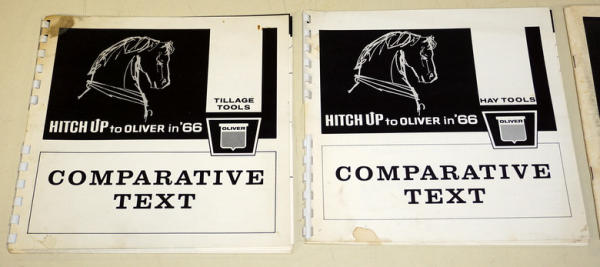 TILLAGE
TOOLS
HITCH UP to OLIVER in '66
OLIVER
COMPARATIVE
TEXT
HAY TOOLS
HITCH UP to OLIVER in '66
OLIVER
COMPARATIVE
TEXT